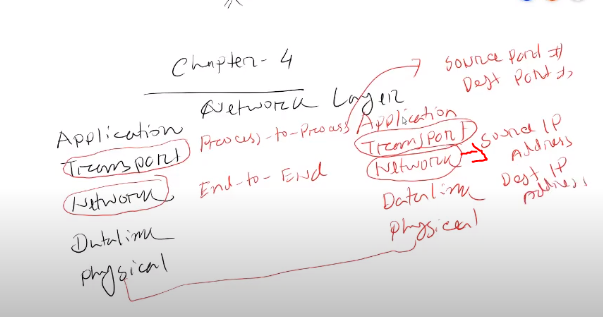 Chapter-4
Network Layer
Application
Transport
Network
Datalink
Physical
Process-to-Process
End-to-End
Application
Transport
Network
Datalink
Physical
Source Port #
Dest Port #,
Source IP
Address
Dest IP
Address,